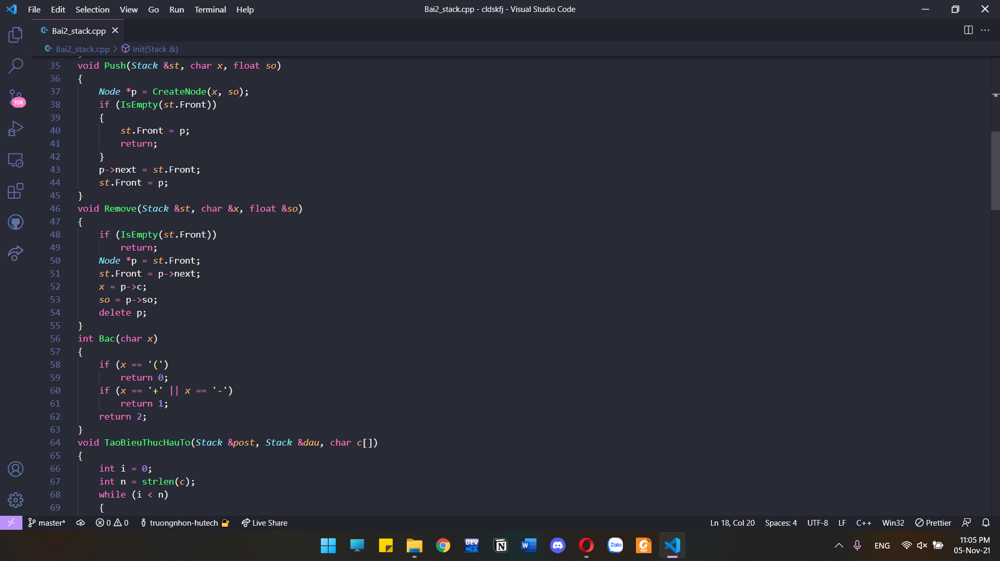 File Edit Selection View Go Run Terminal Help
Bai2_stack.cpp - cldskfj - Visual Studio Code
Bai2_stack.cpp
Bai2_stack.cpp > Init(Stack &)
35 void Push(Stack &st, char x, float so)
36 {
37     Node *p = CreateNode(x, so);
38     if (IsEmpty(st.Front))
39     {
40         st.Front = p;
41         return;
42     }
43     p->next = st.Front;
44     st.Front = p;
45 }
46 void Remove(Stack &st, char &x, float &so)
47 {
48     if (IsEmpty(st.Front))
49         return;
50     Node *p = st.Front;
51     st.Front = p->next;
52     x = p->c;
53     so = p->so;
54     delete p;
55 }
56 int Bac(char x)
57 {
58     if (x == '(')
59         return 0;
60     if (x == '+' || x == '-')
61         return 1;
62     return 2;
63 }
64 void TaoBieuThucHauTo(Stack &post, Stack &dau, char c[])
65 {
66     int i = 0;
67     int n = strlen(c);
68     while (i < n)
69     {
10K
master* 0 0 truongnhon-hutech Live Share
Ln 18, Col 20 Spaces: 4 UTF-8 LF C++ Win32 Prettier
DEV C++
N
W
Zalo
PDF
ENG
11:05 PM
05-Nov-21